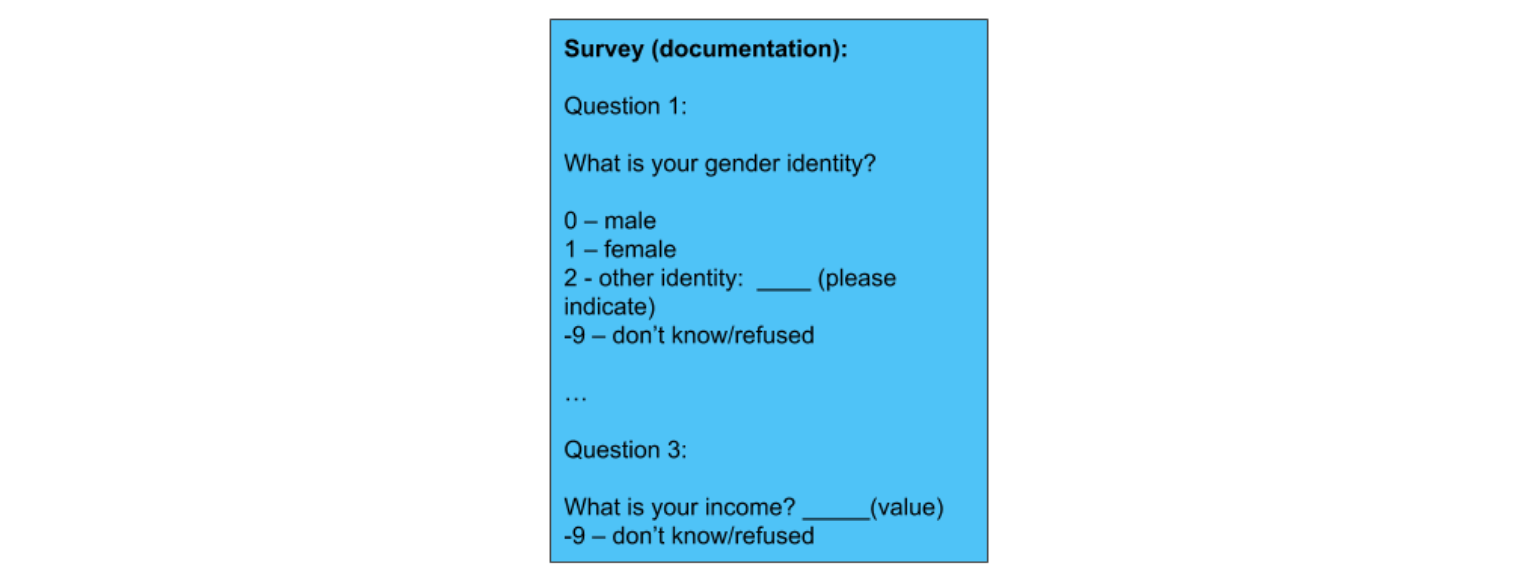 Survey (documentation):
Question 1:
What is your gender identity?
0 – male
1 – female
2 - other identity: ____ (please
indicate)
-9 – don’t know/refused
…
Question 3:
What is your income? _____(value)
-9 – don’t know/refused